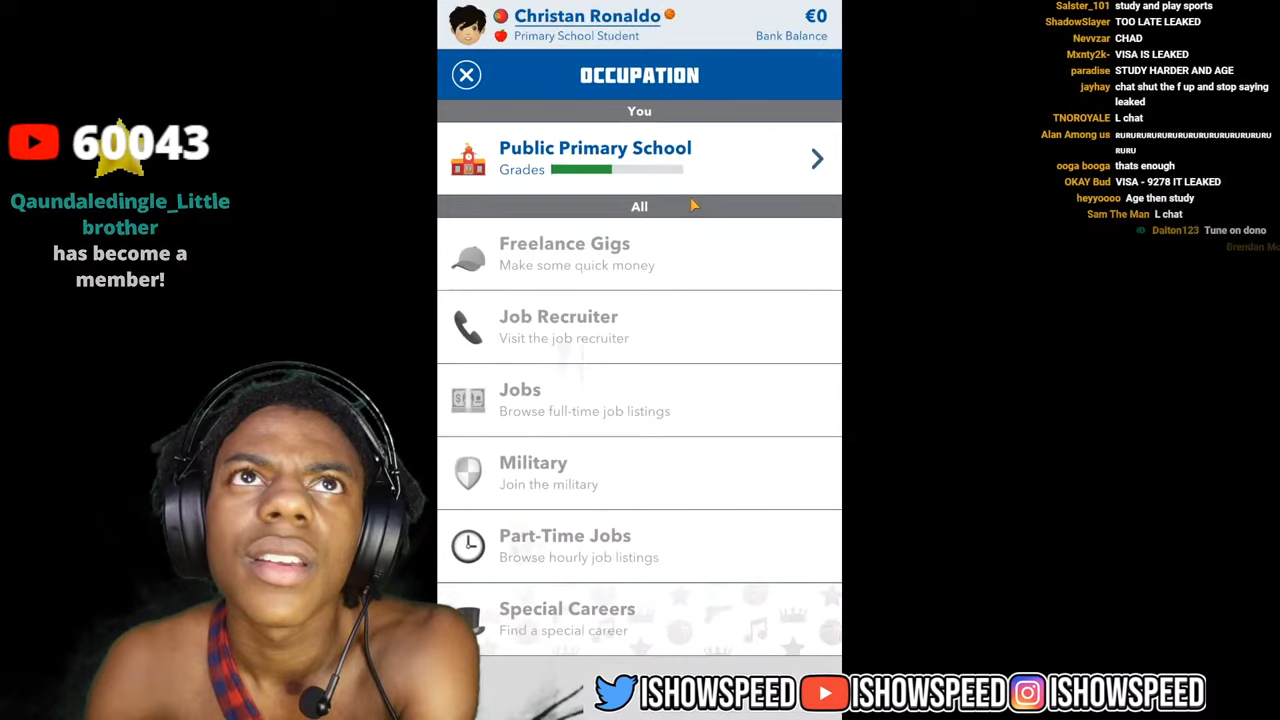 Christan Ronaldo
Primary School Student
€0
Bank Balance
OCCUPATION
You
Public Primary School
Grades
All
Freelance Gigs
Make some quick money
Job Recruiter
Visit the job recruiter
Jobs
Browse full-time job listings
Military
Join the military
Part-Time Jobs
Browse hourly job listings
Special Careers
Find a special career
60043
Qaundaledingle_Little
brother
has become a
member!
Salster_101 study and play sports
ShadowSlayer TOO LATE LEAKED
Nevvzar CHAD
Mxnty2k- VISA IS LEAKED
paradise STUDY HARDER AND AGE
jayhay chat shut the f up and stop saying
leaked
TNOROYALE L chat
Alan Among us ʀᴜʀᴜʀᴜʀᴜʀᴜʀᴜʀᴜʀᴜʀᴜʀᴜʀᴜʀᴜʀᴜ
ʀᴜʀᴜ
ooga booga thats enough
OKAY Bud VISA - 9278 IT LEAKED
heyyoooo Age then study
Sam The Man L chat
Dalton123 Tune on dono
Brendan
ISHOWSPEED ISHOWSPEED ISHOWSPEED